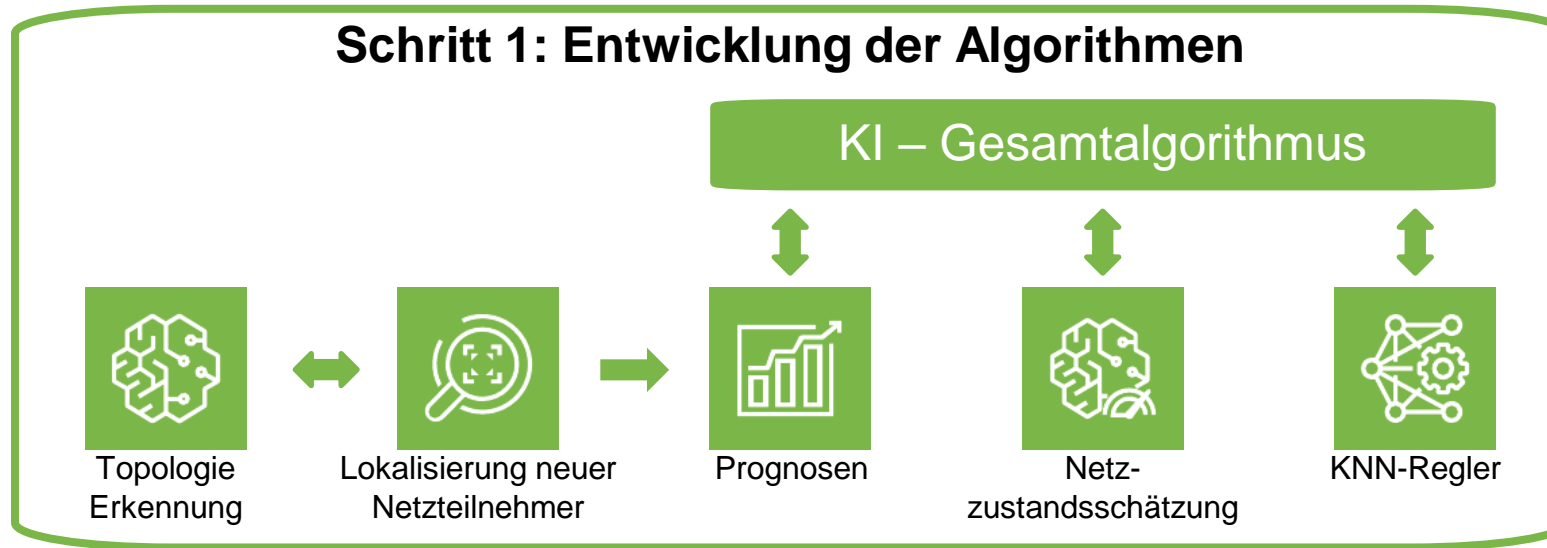 Schritt 1: Entwicklung der Algorithmen
KI – Gesamtalgorithmus
Topologie
Erkennung
Lokalisierung neuer
Netzteilnehmer
Prognosen
Netz-
zustandsschätzung
KNN-Regler